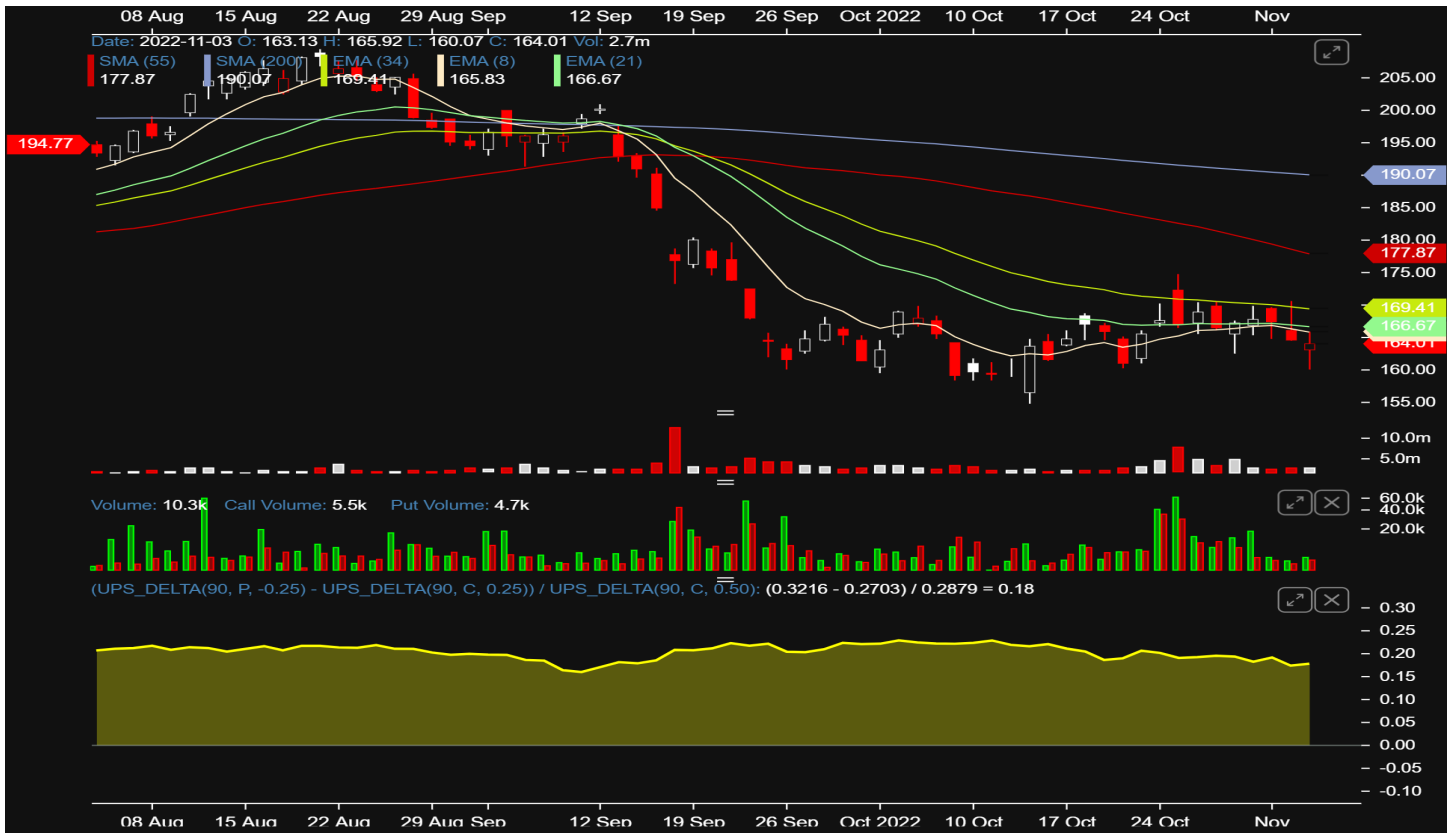 08 Aug 15 Aug 22 Aug 29 Aug Sep 12 Sep 19 Sep 26 Sep Oct 2022 10 Oct 17 Oct 24 Oct Nov
Date: 2022-11-03 O: 163.13 H: 165.92 L: 160.07 C: 164.01 Vol: 2.7m
SMA (55) SMA (200) EMA (34) EMA (8) EMA (21)
177.87 190.07 169.41 165.83 166.67
205.00
200.00
195.00
194.77
190.07
185.00
180.00
177.87
175.00
169.41
166.67
164.01
160.00
155.00
10.0m
5.0m
Volume: 10.3k Call Volume: 5.5k Put Volume: 4.7k
60.0k
40.0k
20.0k
(UPS_DELTA(90, P, -0.25) - UPS_DELTA(90, C, 0.25)) / UPS_DELTA(90, C, 0.50): (0.3216 - 0.2703) / 0.2879 = 0.18
0.30
0.25
0.20
0.15
0.10
0.05
0.00
-0.05
-0.10
08 Aug 15 Aug 22 Aug 29 Aug Sep 12 Sep 19 Sep 26 Sep Oct 2022 10 Oct 17 Oct 24 Oct Nov